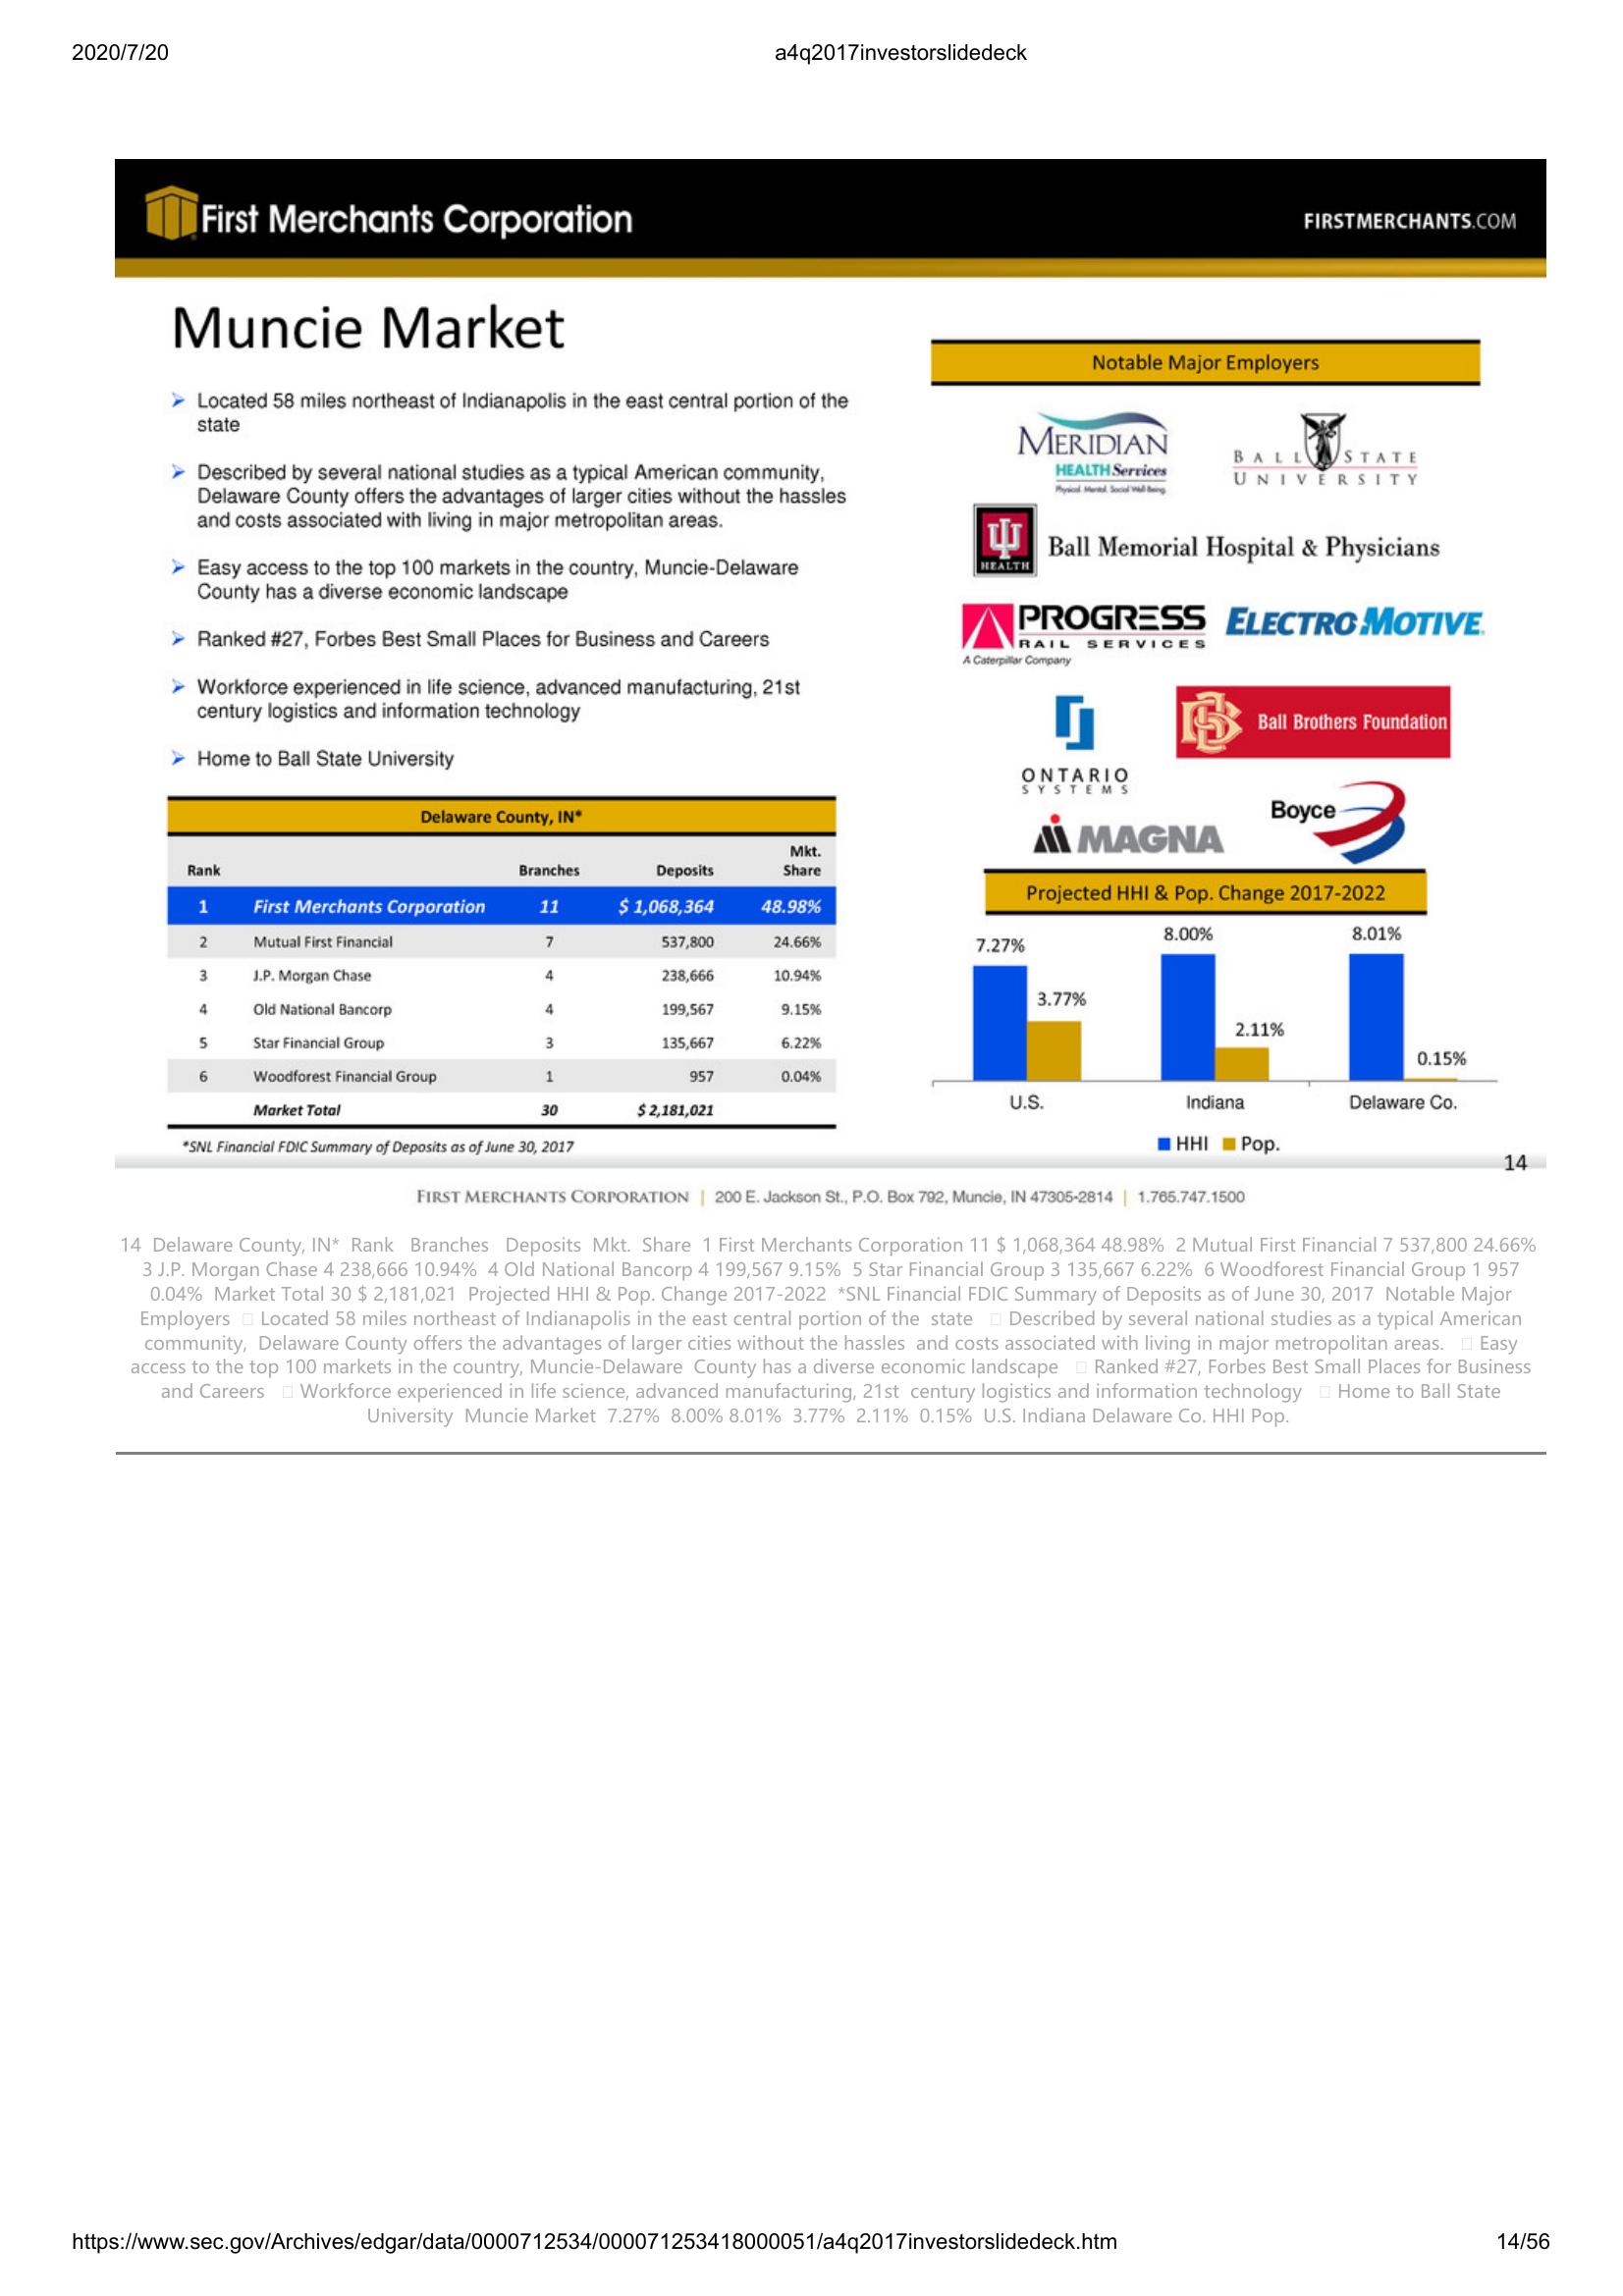 2020/7/20 a4q2017investorslidedeck
First Merchants Corporation FIRSTMERCHANTS.COM
Muncie Market
Located 58 miles northeast of Indianapolis in the east central portion of the
state
Described by several national studies as a typical American community,
Delaware County offers the advantages of larger cities without the hassles
and costs associated with living in major metropolitan areas.
Easy access to the top 100 markets in the country, Muncie-Delaware
County has a diverse economic landscape
Ranked #27, Forbes Best Small Places for Business and Careers
Workforce experienced in life science, advanced manufacturing, 21st
century logistics and information technology
Home to Ball State University
Delaware County, IN*
Rank Branches Deposits Mkt. Share
1 First Merchants Corporation 11 $ 1,068,364 48.98%
2 Mutual First Financial 7 537,800 24.66%
3 J.P. Morgan Chase 4 238,666 10.94%
4 Old National Bancorp 4 199,567 9.15%
5 Star Financial Group 3 135,667 6.22%
6 Woodforest Financial Group 1 957 0.04%
Market Total 30 $ 2,181,021
*SNL Financial FDIC Summary of Deposits as of June 30, 2017
Notable Major Employers
MERIDIAN
HEALTH Services
Physical. Mental. Social Well-Being.
BALL STATE
UNIVERSITY
HEALTH
Ball Memorial Hospital & Physicians
PROGRESS
RAIL SERVICES
A Caterpillar Company
ELECTRO MOTIVE
ONTARIO
SYSTEMS
Ball Brothers Foundation
MAGNA
Boyce
Projected HHI & Pop. Change 2017-2022
7.27% 8.00% 8.01%
3.77% 2.11% 0.15%
U.S. Indiana Delaware Co.
HHI Pop.
14
FIRST MERCHANTS CORPORATION | 200 E. Jackson St., P.O. Box 792, Muncie, IN 47305-2814 | 1.765.747.1500
14 Delaware County, IN* Rank Branches Deposits Mkt. Share 1 First Merchants Corporation 11 $ 1,068,364 48.98% 2 Mutual First Financial 7 537,800 24.66%
3 J.P. Morgan Chase 4 238,666 10.94% 4 Old National Bancorp 4 199,567 9.15% 5 Star Financial Group 3 135,667 6.22% 6 Woodforest Financial Group 1 957
0.04% Market Total 30 $ 2,181,021 Projected HHI & Pop. Change 2017-2022 *SNL Financial FDIC Summary of Deposits as of June 30, 2017 Notable Major
Employers Located 58 miles northeast of Indianapolis in the east central portion of the state Described by several national studies as a typical American
community, Delaware County offers the advantages of larger cities without the hassles and costs associated with living in major metropolitan areas. Easy
access to the top 100 markets in the country, Muncie-Delaware County has a diverse economic landscape Ranked #27, Forbes Best Small Places for Business
and Careers Workforce experienced in life science, advanced manufacturing, 21st century logistics and information technology Home to Ball State
University Muncie Market 7.27% 8.00% 8.01% 3.77% 2.11% 0.15% U.S. Indiana Delaware Co. HHI Pop.
https://www.sec.gov/Archives/edgar/data/0000712534/000071253418000051/a4q2017investorslidedeck.htm 14/56